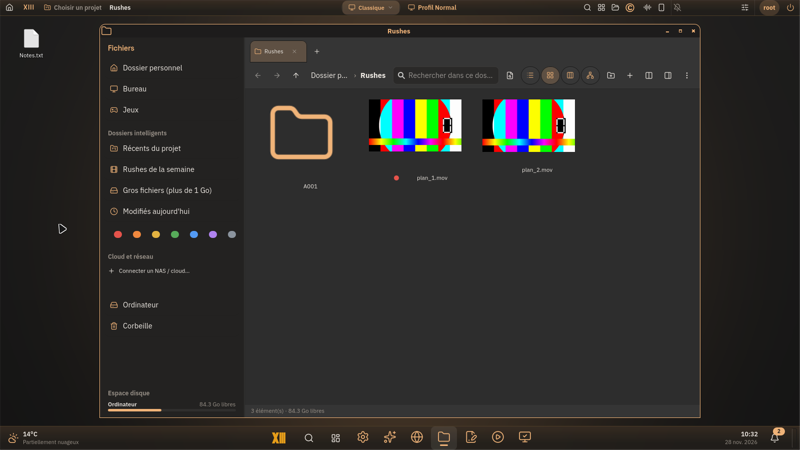 XIII Choisir un projet Rushes Classique Profil Normal root
Notes.txt
Rushes
Fichiers
Dossier personnel
Bureau
Jeux
Dossiers intelligents
Récents du projet
Rushes de la semaine
Gros fichiers (plus de 1 Go)
Modifiés aujourd'hui
Cloud et réseau
Connecter un NAS / cloud...
Ordinateur
Corbeille
Espace disque
Ordinateur 84.3 Go libres
Rushes
Dossier p... › Rushes Rechercher dans ce dos...
A001
plan_1.mov
plan_2.mov
3 élément(s) · 84.3 Go libres
14°C
Partiellement nuageux
XIII
10:32
28 nov. 2026
2